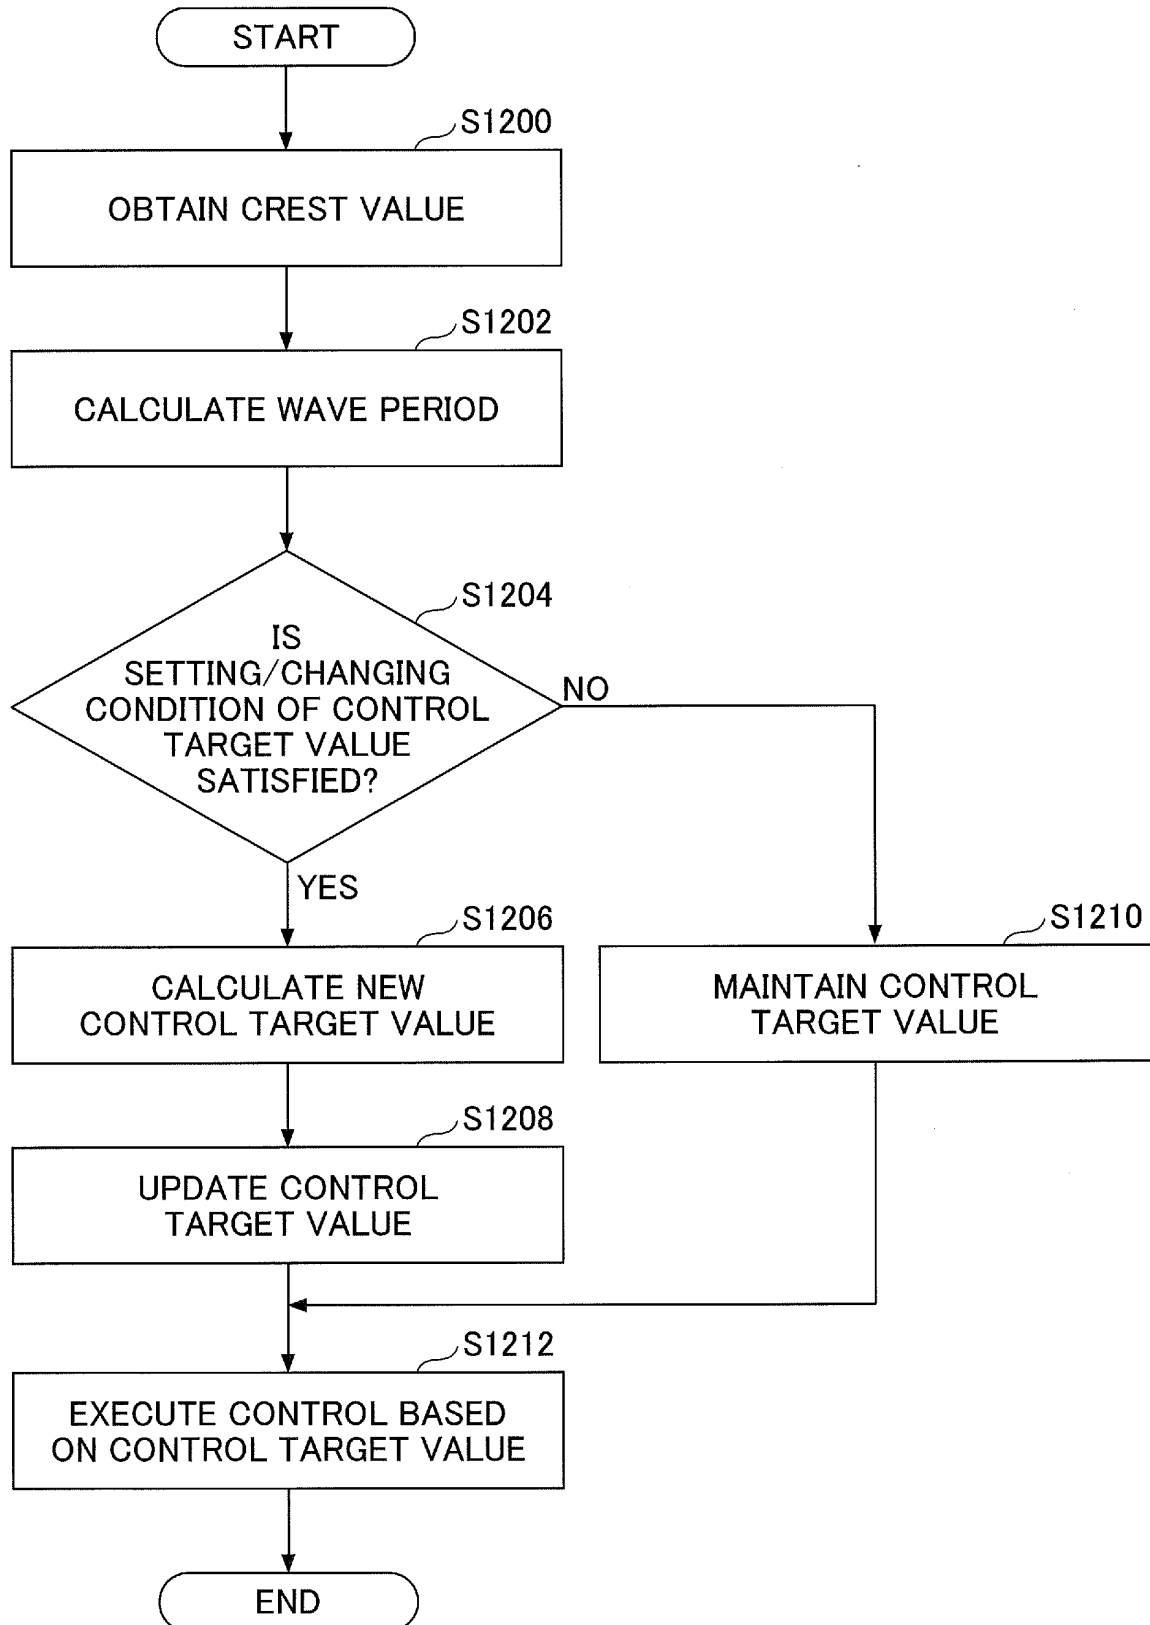 START
S1200
OBTAIN CREST VALUE
S1202
CALCULATE WAVE PERIOD
S1204
IS
SETTING/CHANGING
CONDITION OF CONTROL
TARGET VALUE
SATISFIED?
NO
YES
S1206
CALCULATE NEW
CONTROL TARGET VALUE
S1210
MAINTAIN CONTROL
TARGET VALUE
S1208
UPDATE CONTROL
TARGET VALUE
S1212
EXECUTE CONTROL BASED
ON CONTROL TARGET VALUE
END